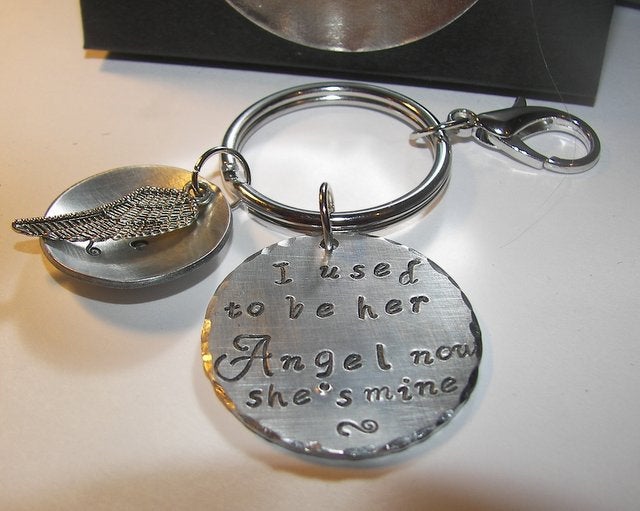 I used
to be her
Angel now
she's mine